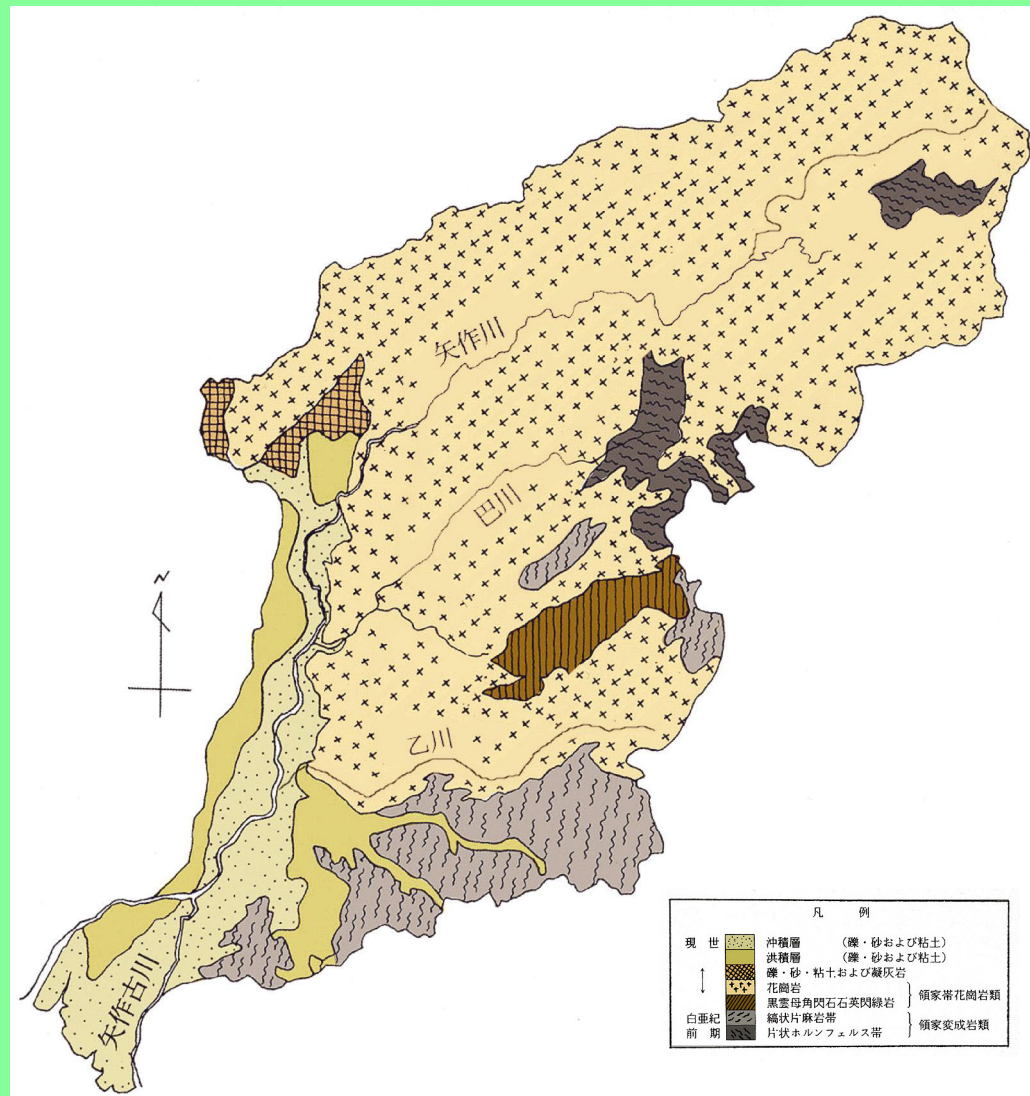 矢作川
巴川
N
乙川
矢作古川
凡 例
現 世 沖積層 (礫・砂および粘土)
洪積層 (礫・砂および粘土)
↑ 礫・砂・粘土および凝灰岩
↓ 花崗岩
黒雲母角閃石石英閃緑岩 } 領家帯花崗岩類
白亜紀 縞状片麻岩帯
前 期 片状ホルンフェルス帯 } 領家変成岩類